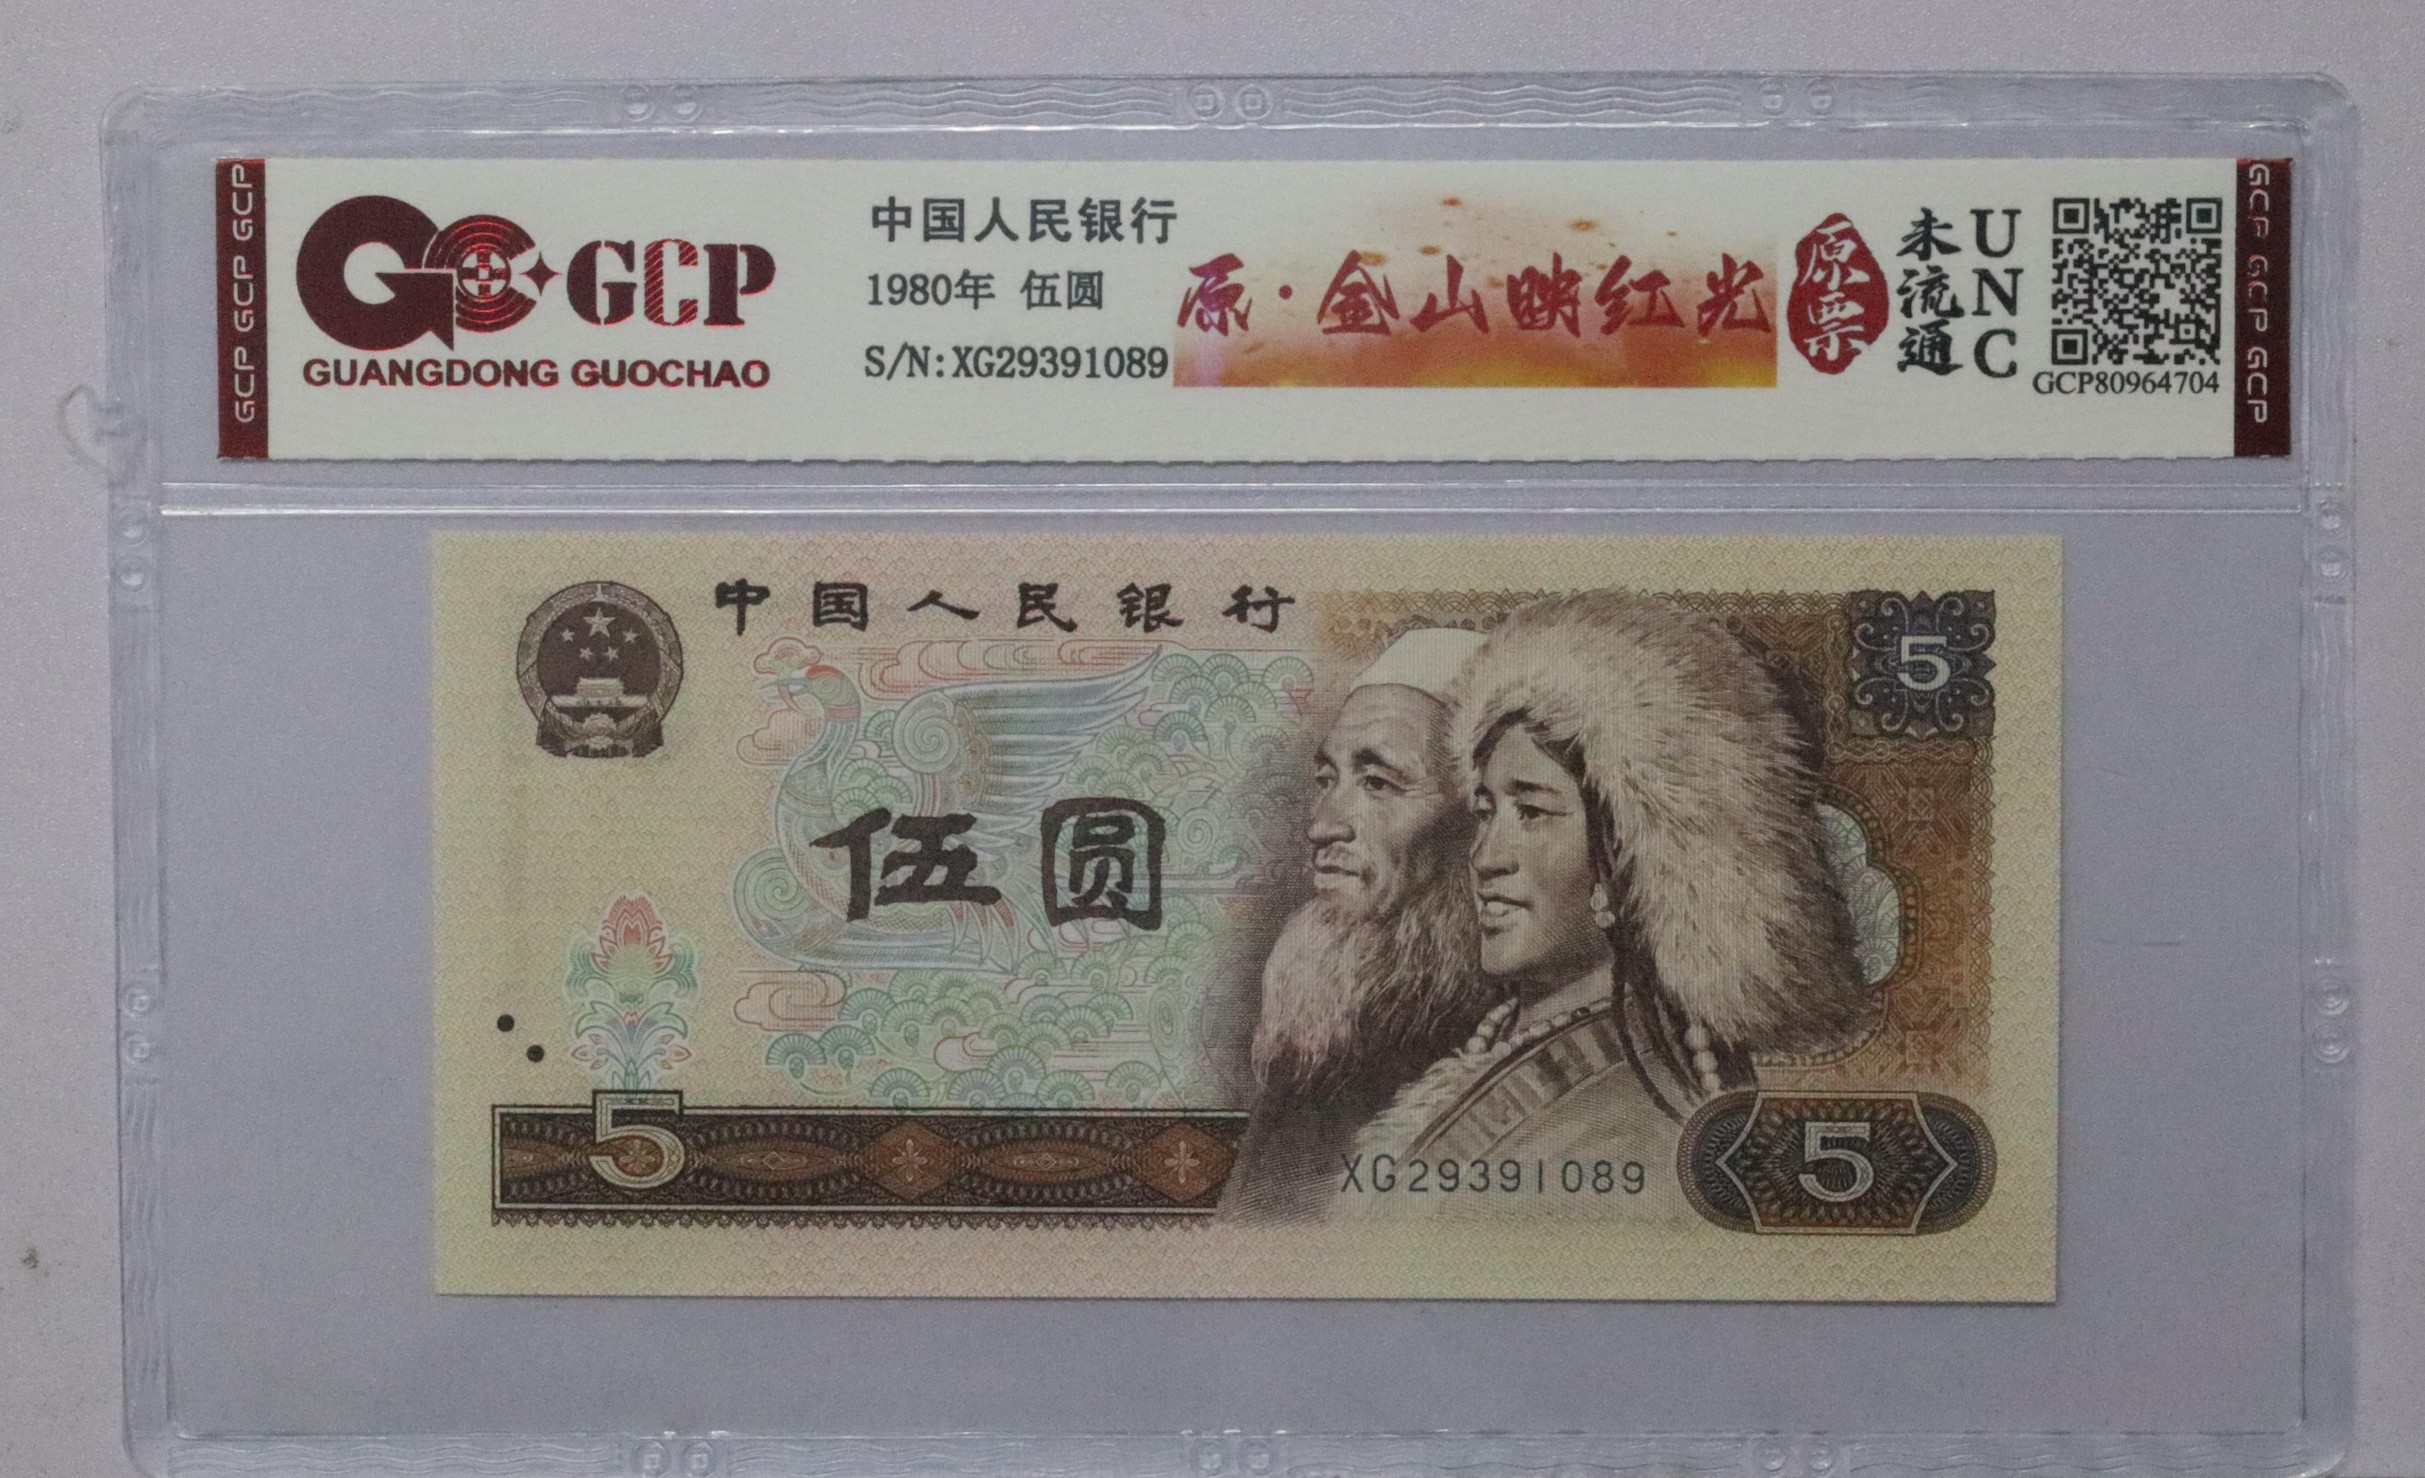 GCP GCP GCP
GCP
GUANGDONG GUOCHAO
中国人民银行
1980年 伍圆
S/N:XG29391089
原·金山映红光
原票
未流通
UNC
GCP80964704
GCP GCP GCP
中国人民银行
5
伍圆
5
XG29391089
5